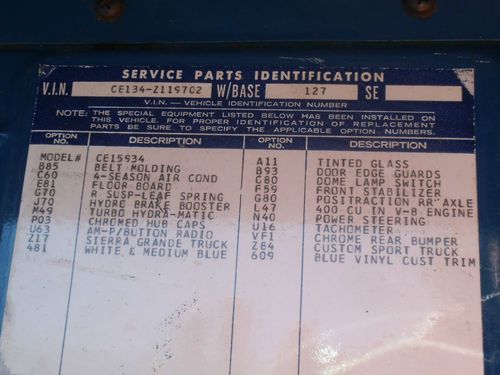 SERVICE PARTS IDENTIFICATION
V.I.N. CE134-Z119702 W/BASE 127 SE
V.I.N. — VEHICLE IDENTIFICATION NUMBER
NOTE: THE SPECIAL EQUIPMENT LISTED BELOW HAS BEEN INSTALLED ON
THIS VEHICLE. FOR PROPER IDENTIFICATION OF REPLACEMENT
PARTS BE SURE TO SPECIFY THE APPLICABLE OPTION NUMBERS.
OPTION NO. DESCRIPTION OPTION NO. DESCRIPTION
MODEL# CE15934 A11 TINTED GLASS
B85 BELT MOLDING B93 DOOR EDGE GUARDS
C60 4-SEASON AIR COND C80 DOME LAMP SWITCH
E81 FLOOR BOARD F59 FRONT STABILIZER
G70 R SUSP-LEAF SPRING G80 POSITRACTION RR AXLE
J70 HYDRO BRAKE BOOSTER L47 400 CU IN V-8 ENGINE
M49 TURBO HYDRA-MATIC N40 POWER STEERING
P03 CHROMED HUB CAPS U16 TACHOMETER
U63 AM-P/BUTTON RADIO VF1 CHROME REAR BUMPER
Z17 SIERRA GRANDE TRUCK Z84 CUSTOM SPORT TRUCK
481 WHITE & MEDIUM BLUE 609 BLUE VINYL CUST TRIM